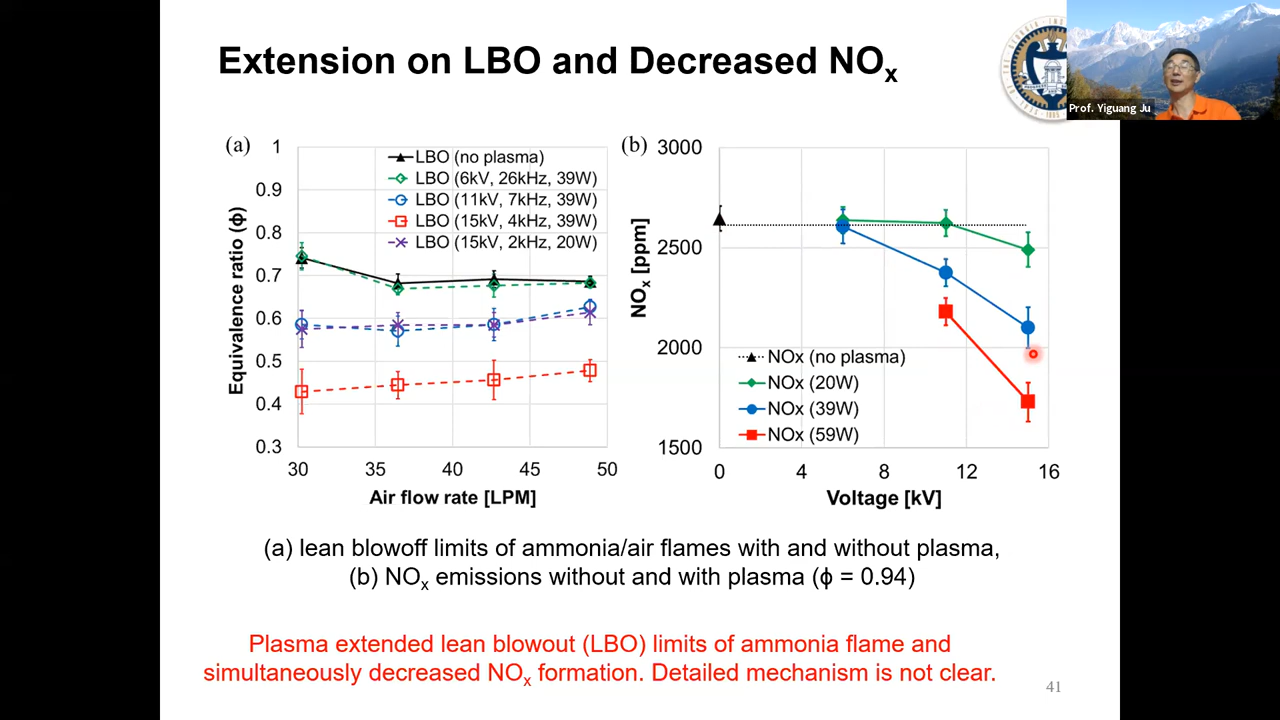 Extension on LBO and Decreased NOx
Prof. Yiguang Ju
(a)
1
0.9
0.8
0.7
0.6
0.5
0.4
0.3
Equivalence ratio (ϕ)
LBO (no plasma)
LBO (6kV, 26kHz, 39W)
LBO (11kV, 7kHz, 39W)
LBO (15kV, 4kHz, 39W)
LBO (15kV, 2kHz, 20W)
30 35 40 45 50
Air flow rate [LPM]
(b)
3000
2500
2000
1500
NOx [ppm]
NOx (no plasma)
NOx (20W)
NOx (39W)
NOx (59W)
0 4 8 12 16
Voltage [kV]
(a) lean blowoff limits of ammonia/air flames with and without plasma,
(b) NOx emissions without and with plasma (ϕ = 0.94)
Plasma extended lean blowout (LBO) limits of ammonia flame and
simultaneously decreased NOx formation. Detailed mechanism is not clear.
41